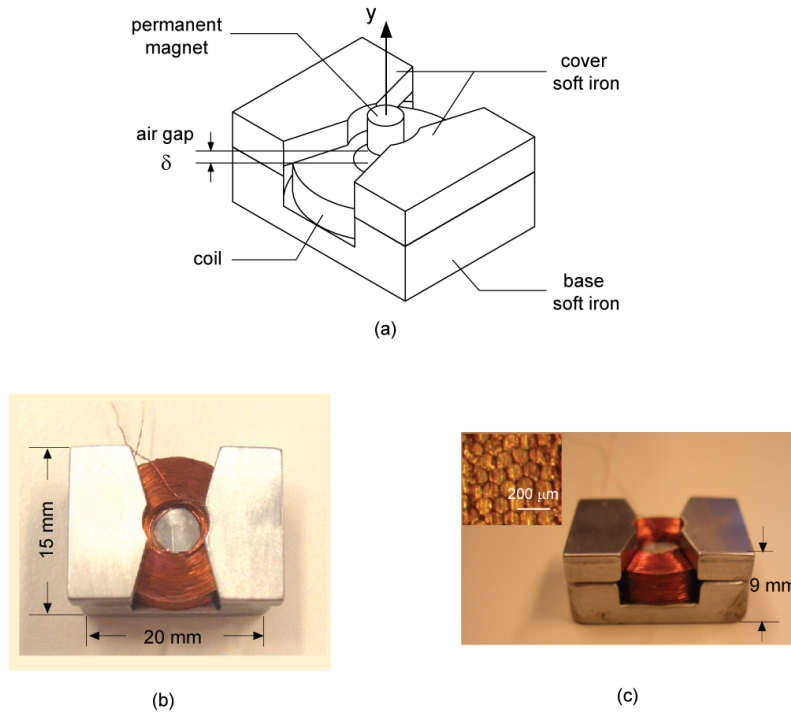 y
permanent
magnet
cover
soft iron
air gap
δ
coil
base
soft iron
(a)
15 mm
20 mm
(b)
200 μm
9 mm
(c)